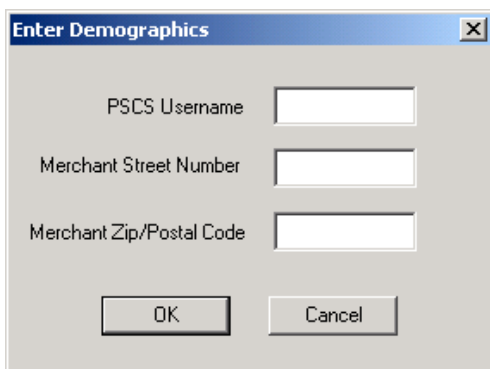 Enter Demographics
PSCS Username
Merchant Street Number
Merchant Zip/Postal Code
OK Cancel